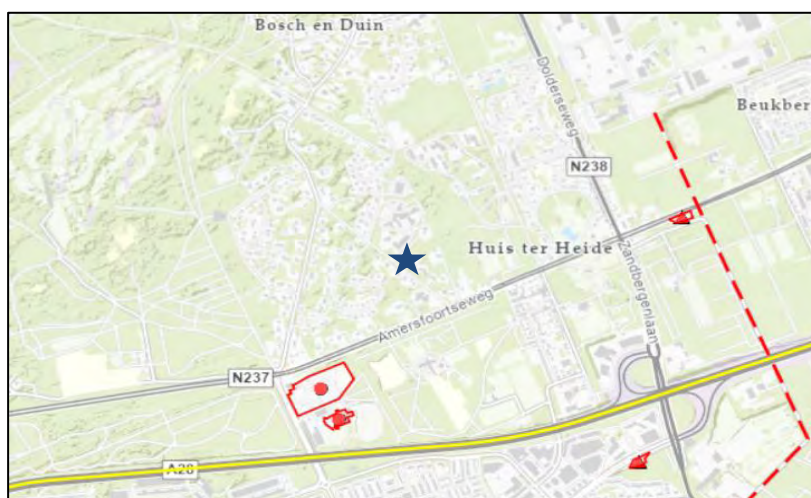 Bosch en Duin
Dolderseweg
Beukber
N238
Huis ter Heide
Zandbergenlaan
Amersfoortseweg
N237
A28